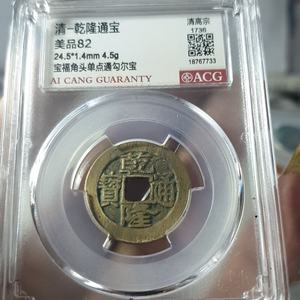 清-乾隆通宝
美品82
24.5*1.4mm 4.5g
宝福角头单点通勾尔宝
AI CANG GUARANTY
清高宗
1736
18767733
ACG
乾隆通寶